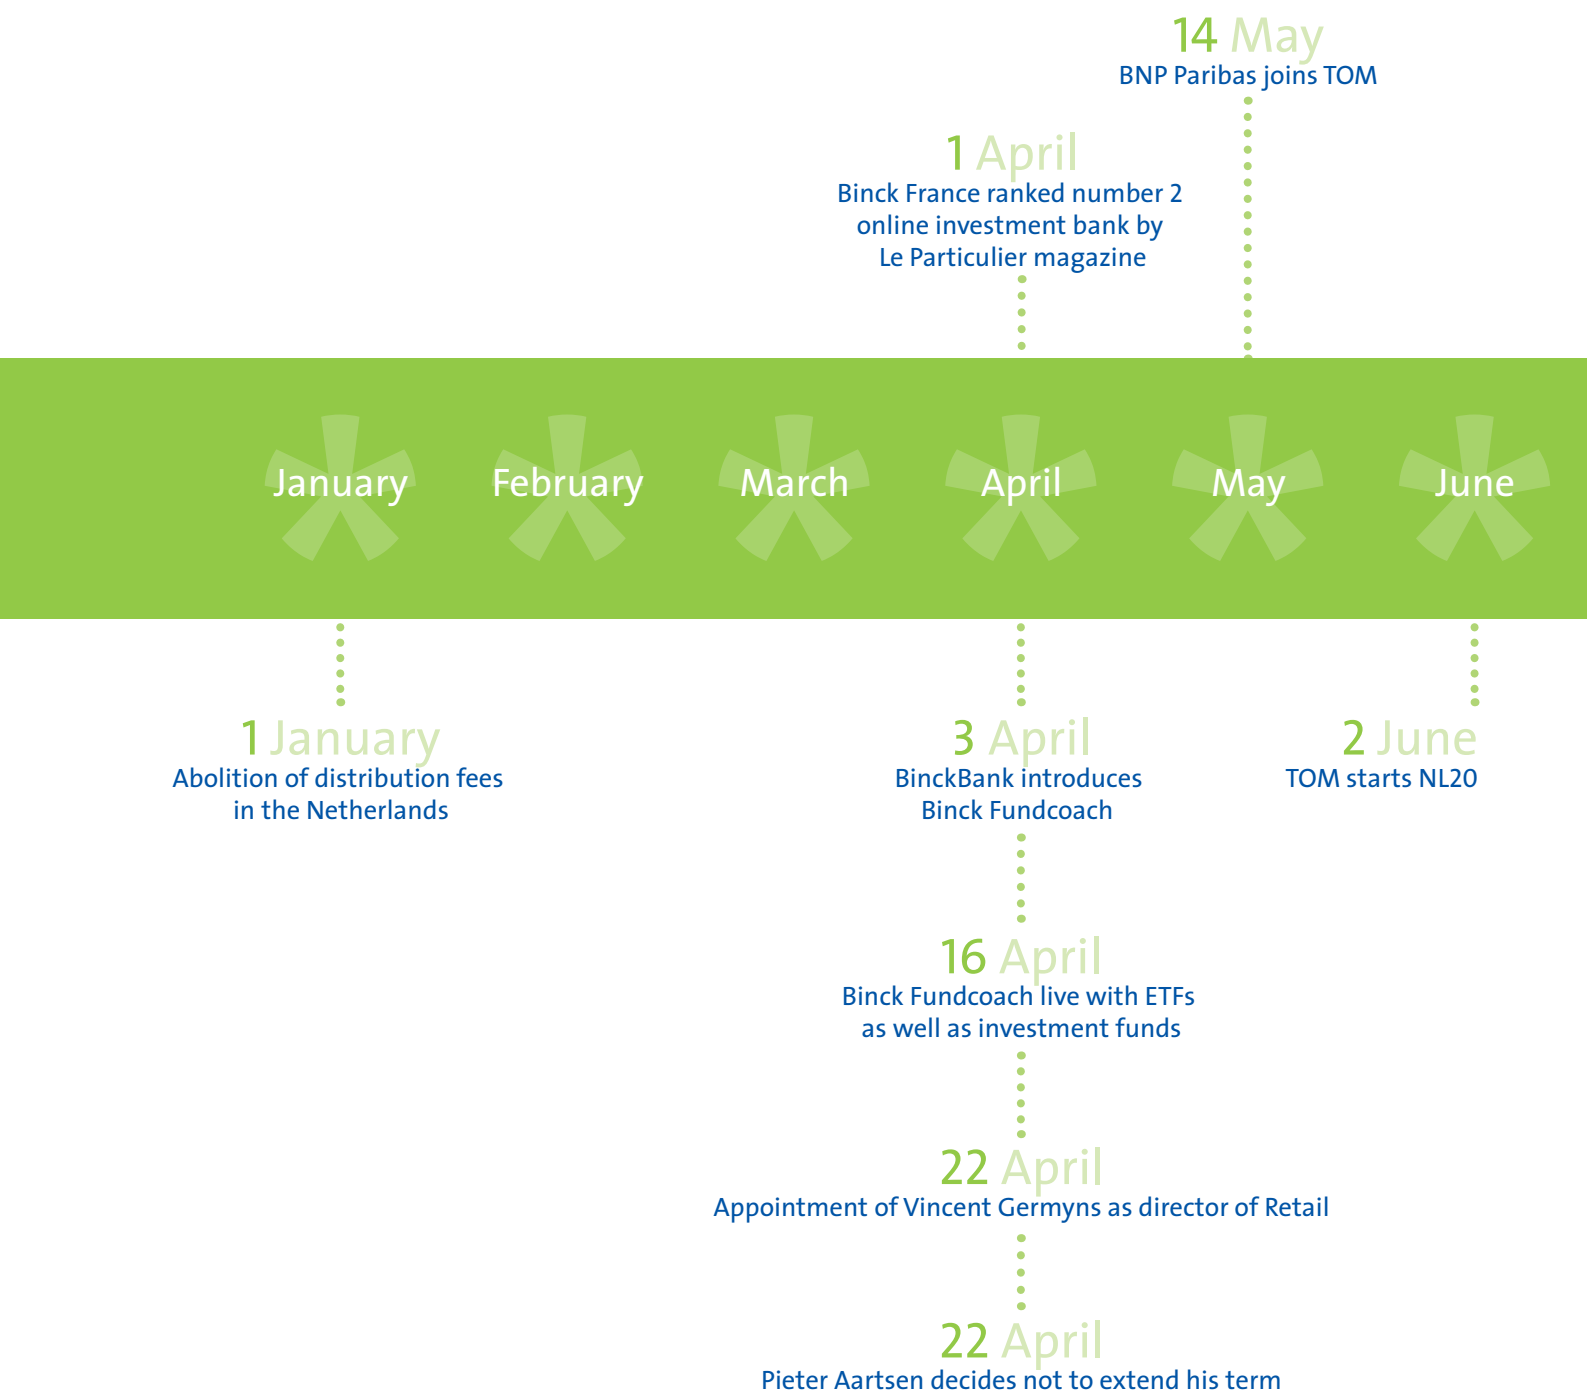 14 May
BNP Paribas joins TOM
1 April
Binck France ranked number 2
online investment bank by
Le Particulier magazine
January
February
March
April
May
June
1 January
Abolition of distribution fees
in the Netherlands
3 April
BinckBank introduces
Binck Fundcoach
2 June
TOM starts NL20
16 April
Binck Fundcoach live with ETFs
as well as investment funds
22 April
Appointment of Vincent Germyns as director of Retail
22 April
Pieter Aartsen decides not to extend his term